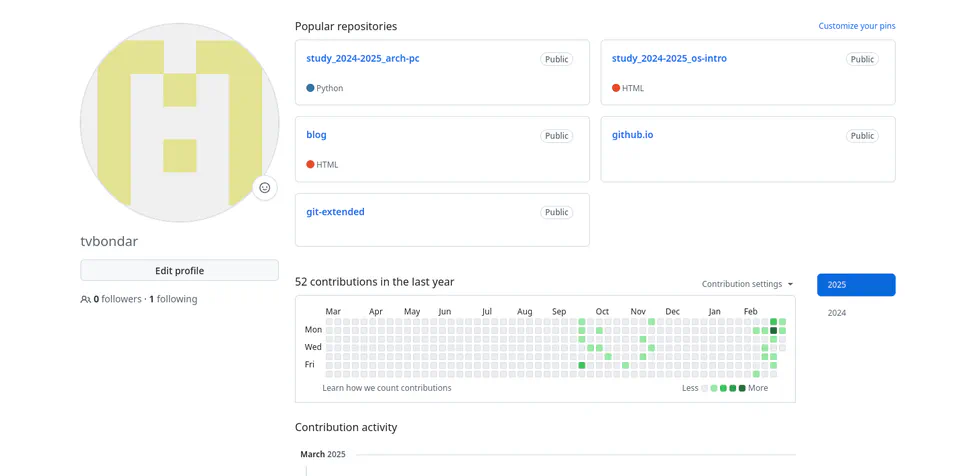 Popular repositories
Customize your pins
study_2024-2025_arch-pc
Public
Python
study_2024-2025_os-intro
Public
HTML
blog
Public
HTML
github.io
Public
git-extended
Public
tvbondar
Edit profile
0 followers · 1 following
52 contributions in the last year
Contribution settings
2025
2024
Mar Apr May Jun Jul Aug Sep Oct Nov Dec Jan Feb
Mon
Wed
Fri
Learn how we count contributions
Less
More
Contribution activity
March 2025